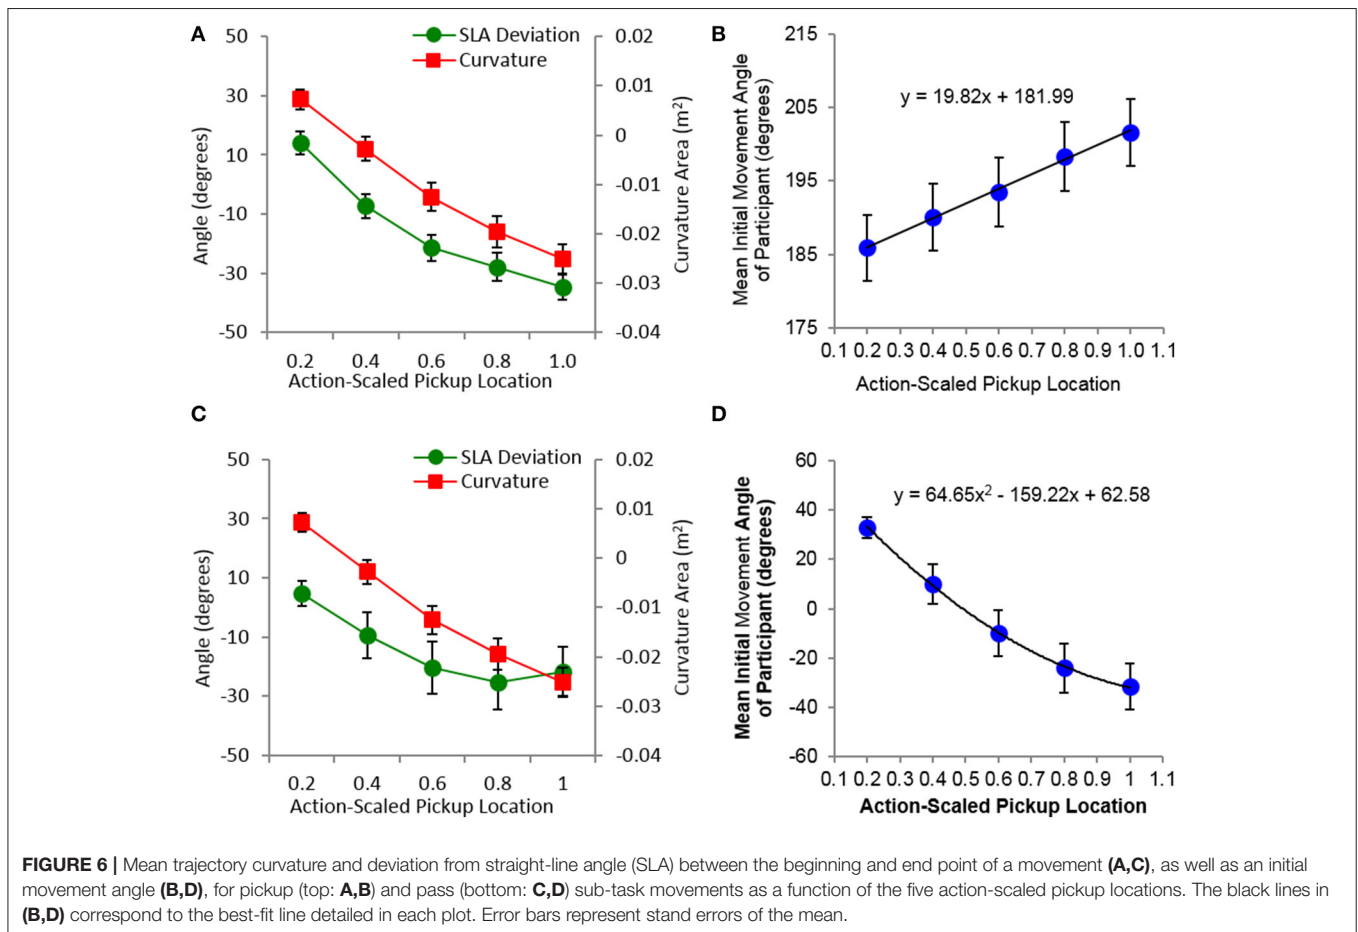 A
SLA Deviation
Curvature
50
30
10
-10
-30
-50
Angle (degrees)
0.02
0.01
0
-0.01
-0.02
-0.03
-0.04
Curvature Area (m²)
0.2 0.4 0.6 0.8 1.0
Action-Scaled Pickup Location
B
215
205
195
185
175
Mean Initial Movement Angle
of Participant (degrees)
y = 19.82x + 181.99
0.1 0.2 0.3 0.4 0.5 0.6 0.7 0.8 0.9 1.0 1.1
Action-Scaled Pickup Location
C
SLA Deviation
Curvature
50
30
10
-10
-30
-50
Angle (degrees)
0.02
0.01
0
-0.01
-0.02
-0.03
-0.04
Curvature Area (m²)
0.2 0.4 0.6 0.8 1
Action-Scaled Pickup Location
D
60
40
20
0
-20
-40
-60
Mean Initial Movement Angle
of Participant (degrees)
y = 64.65x² - 159.22x + 62.58
0.1 0.2 0.3 0.4 0.5 0.6 0.7 0.8 0.9 1 1.1
Action-Scaled Pickup Location
FIGURE 6 | Mean trajectory curvature and deviation from straight-line angle (SLA) between the beginning and end point of a movement (A,C), as well as an initial
movement angle (B,D), for pickup (top: A,B) and pass (bottom: C,D) sub-task movements as a function of the five action-scaled pickup locations. The black lines in
(B,D) correspond to the best-fit line detailed in each plot. Error bars represent stand errors of the mean.